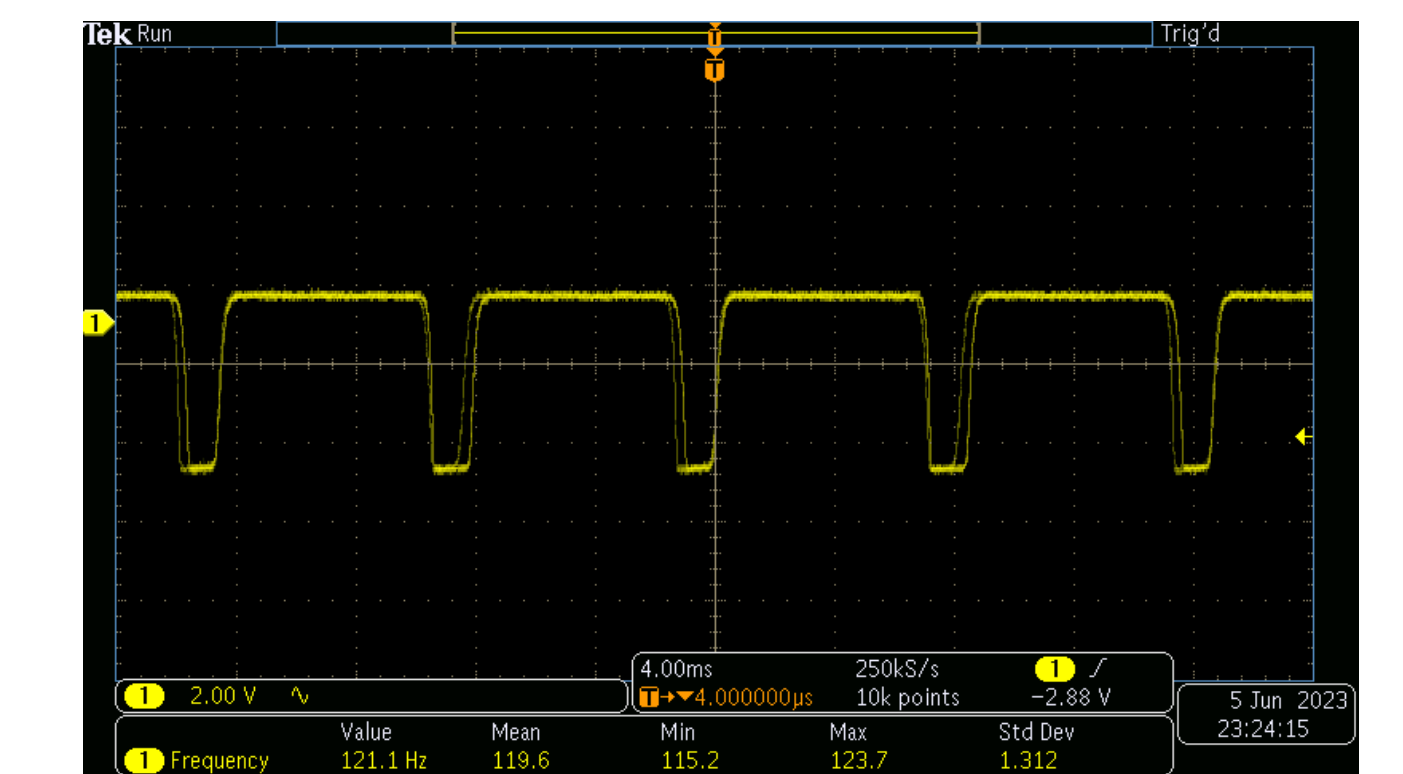 Tek Run Trig'd
T
T
1
4.00ms 250kS/s 1
1 2.00 V T→▼4.000000µs 10k points −2.88 V
5 Jun 2023
23:24:15
Value Mean Min Max Std Dev
1 Frequency 121.1 Hz 119.6 115.2 123.7 1.312